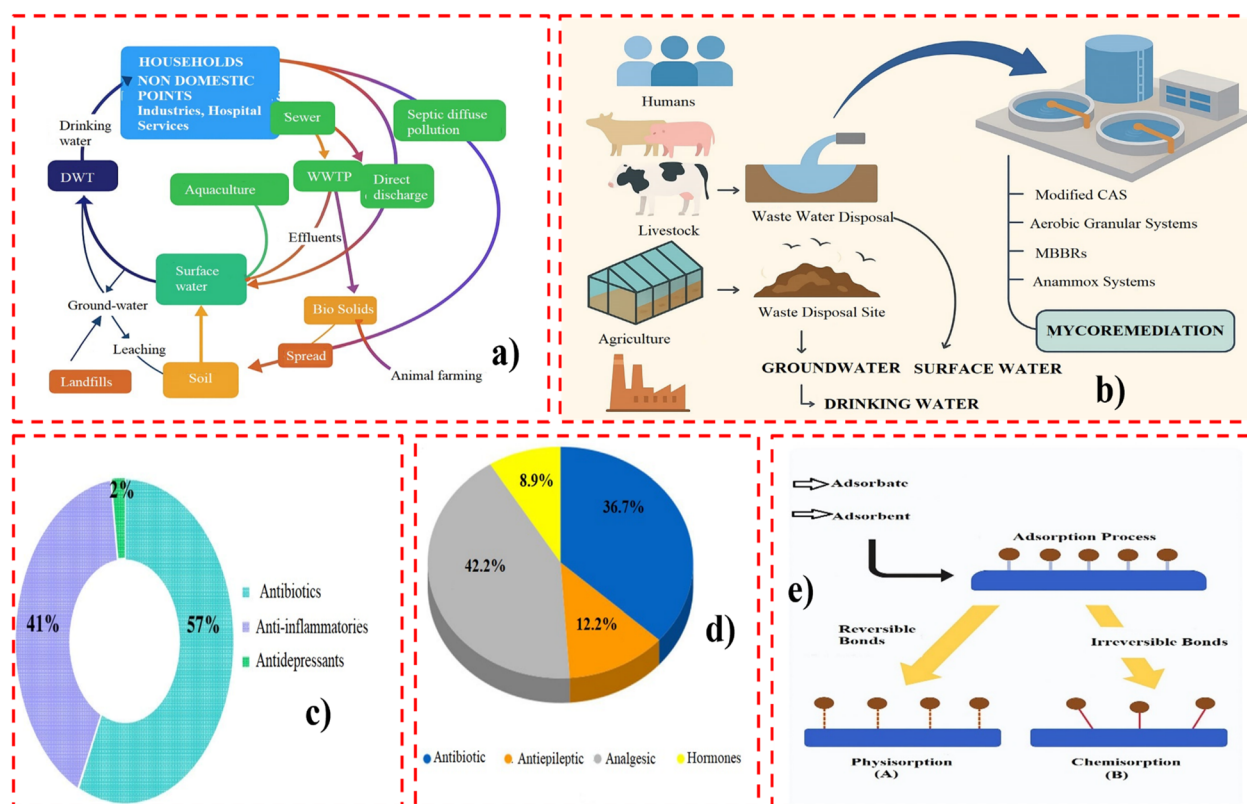 HOUSEHOLDS
NON DOMESTIC
POINTS
Industries, Hospital
Services
Drinking
water
Sewer
Septic diffuse
pollution
DWT
WWTP
Direct
discharge
Aquaculture
Effluents
Surface
water
Ground-water
Bio Solids
Leaching
Spread
Landfills
Soil
Animal farming
a)
Humans
Livestock
Waste Water Disposal
Agriculture
Waste Disposal Site
GROUNDWATER
SURFACE WATER
DRINKING WATER
Modified CAS
Aerobic Granular Systems
MBBRs
Anammox Systems
MYCOREMEDIATION
b)
2%
41%
57%
Antibiotics
Anti-inflammatories
Antidepressants
c)
8.9%
36.7%
42.2%
12.2%
d)
Antibiotic
Antiepileptic
Analgesic
Hormones
Adsorbate
Adsorbent
Adsorption Process
e)
Reversible
Bonds
Irreversible Bonds
Physisorption
(A)
Chemisorption
(B)